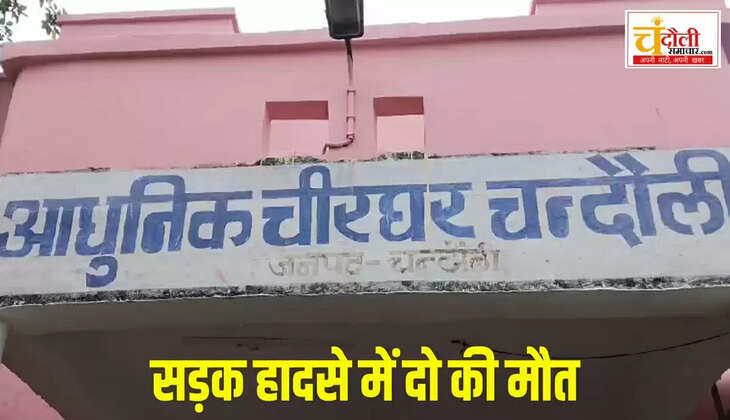 चंदौली
समाचार.com
अपनी माटी, अपनी खबर
आधुनिक चीरघर चन्दौली
जनपद-चन्दौली
सड़क हादसे में दो की मौत